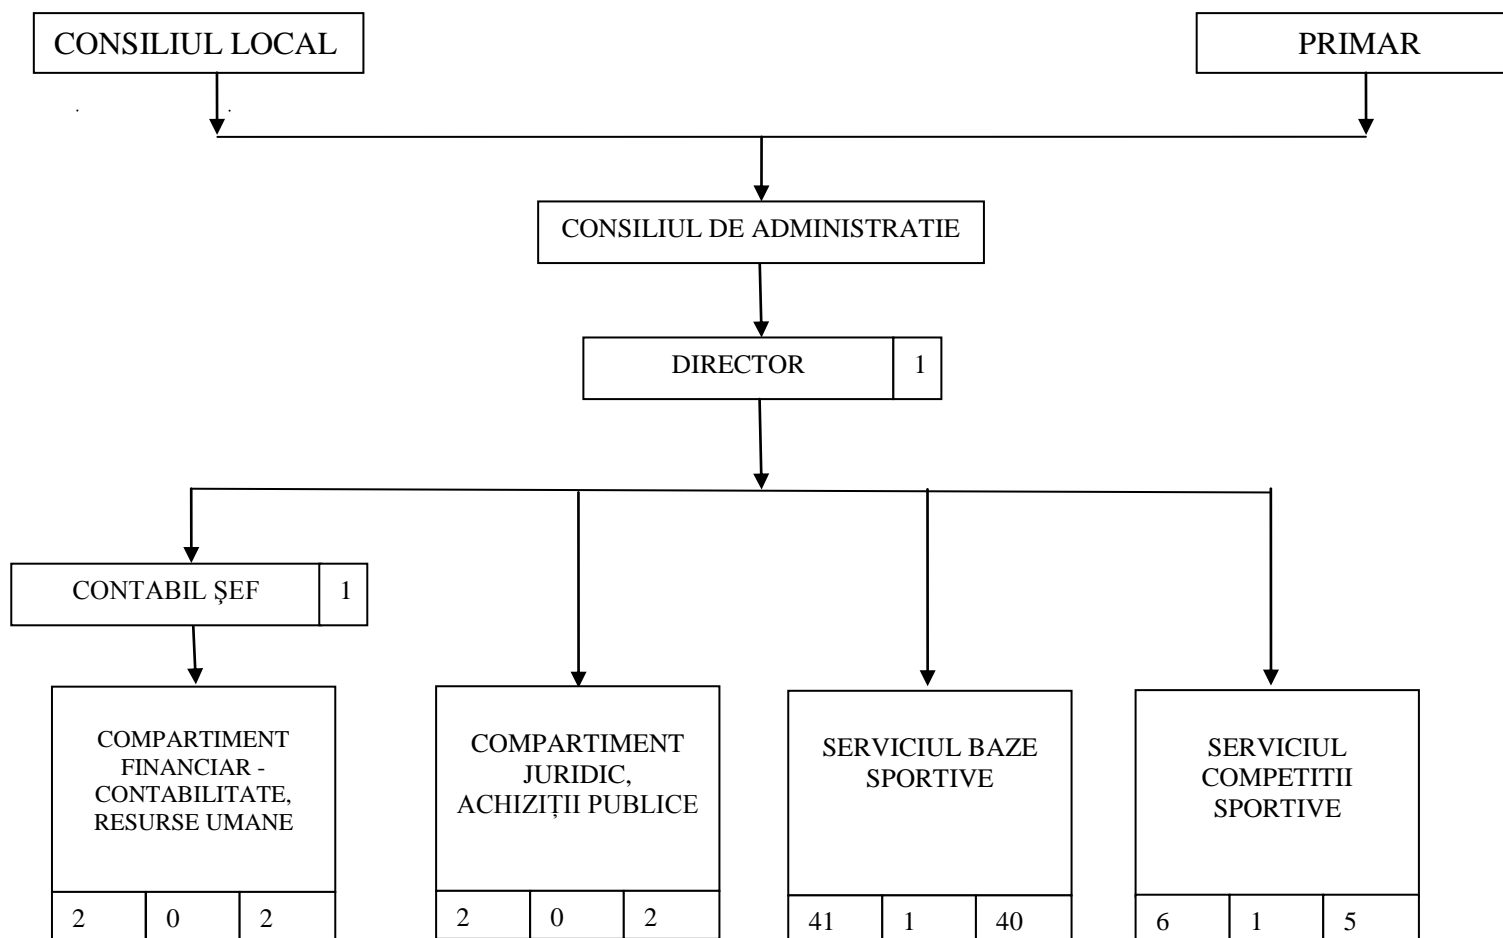 CONSILIUL LOCAL
PRIMAR
CONSILIUL DE ADMINISTRATIE
DIRECTOR 1
CONTABIL ŞEF 1
COMPARTIMENT
FINANCIAR -
CONTABILITATE,
RESURSE UMANE
2 0 2
COMPARTIMENT
JURIDIC,
ACHIZIȚII PUBLICE
2 0 2
SERVICIUL BAZE
SPORTIVE
41 1 40
SERVICIUL
COMPETITII
SPORTIVE
6 1 5